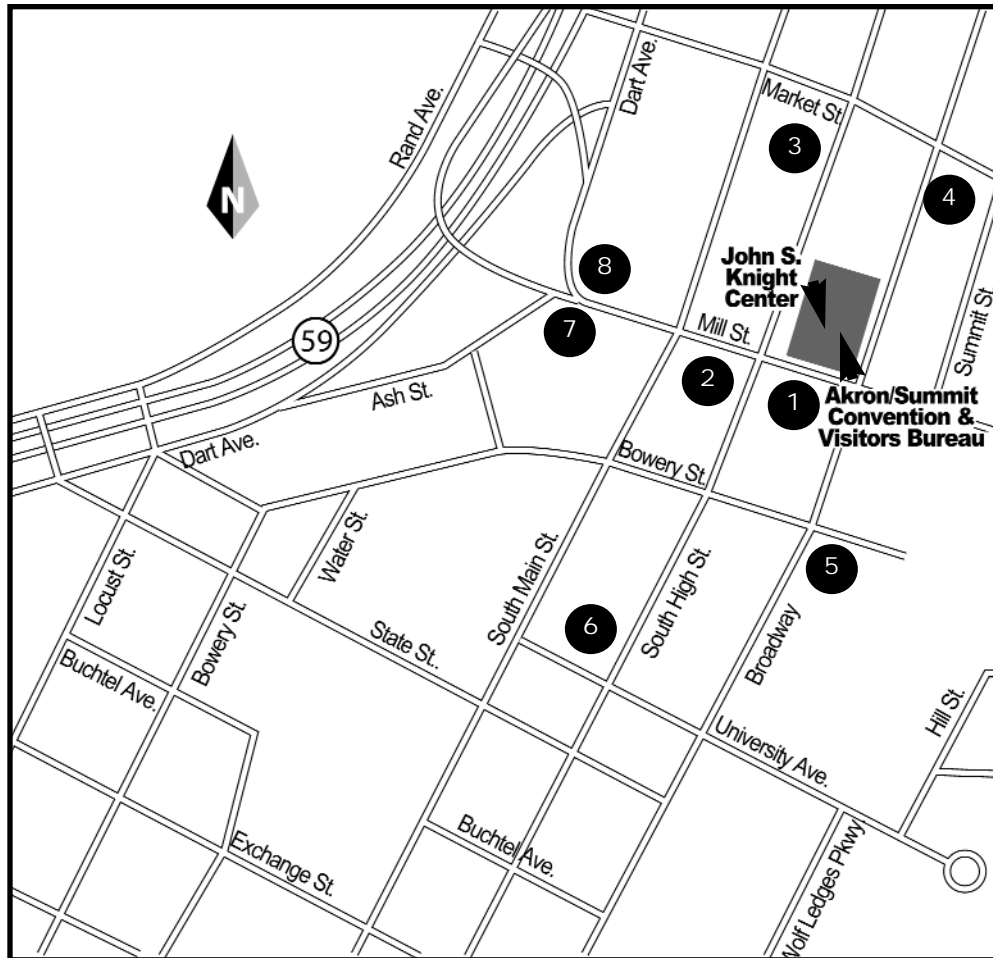 Rand Ave.
Dart Ave.
Market St.
3
4
N
John S.
Knight
Center
8
Summit St
59
7
Mill St.
2
1
Akron/Summit
Convention &
Visitors Bureau
Ash St.
Dart Ave.
Bowery St.
Water St.
Locust St.
Bowery St.
South Main St.
South High St.
5
6
Broadway
State St..
Buchtel Ave.
Hill St.
University Ave.
Buchtel Ave.
Exchange St.
Wolf Ledges Pkwy